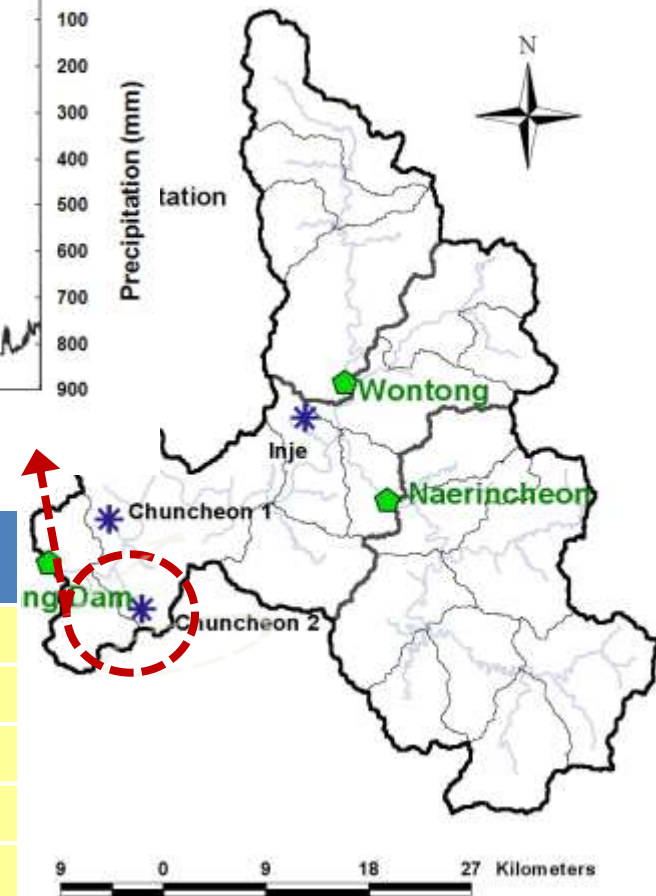 100
200
300
400
500
600
700
800
900
Precipitation (mm)
tation
N
Wontong
Inje
Naerincheon
Chuncheon 1
ng Dam
Chuncheon 2
9 0 9 18 27 Kilometers